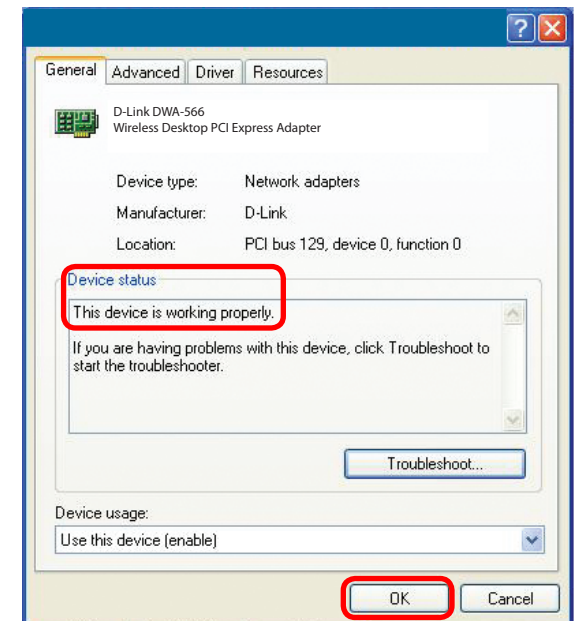 ?
General Advanced Driver Resources
D-Link DWA-566
Wireless Desktop PCI Express Adapter
Device type: Network adapters
Manufacturer: D-Link
Location: PCI bus 129, device 0, function 0
Device status
This device is working properly.
If you are having problems with this device, click Troubleshoot to
start the troubleshooter.
Troubleshoot...
Device usage:
Use this device (enable)
OK Cancel